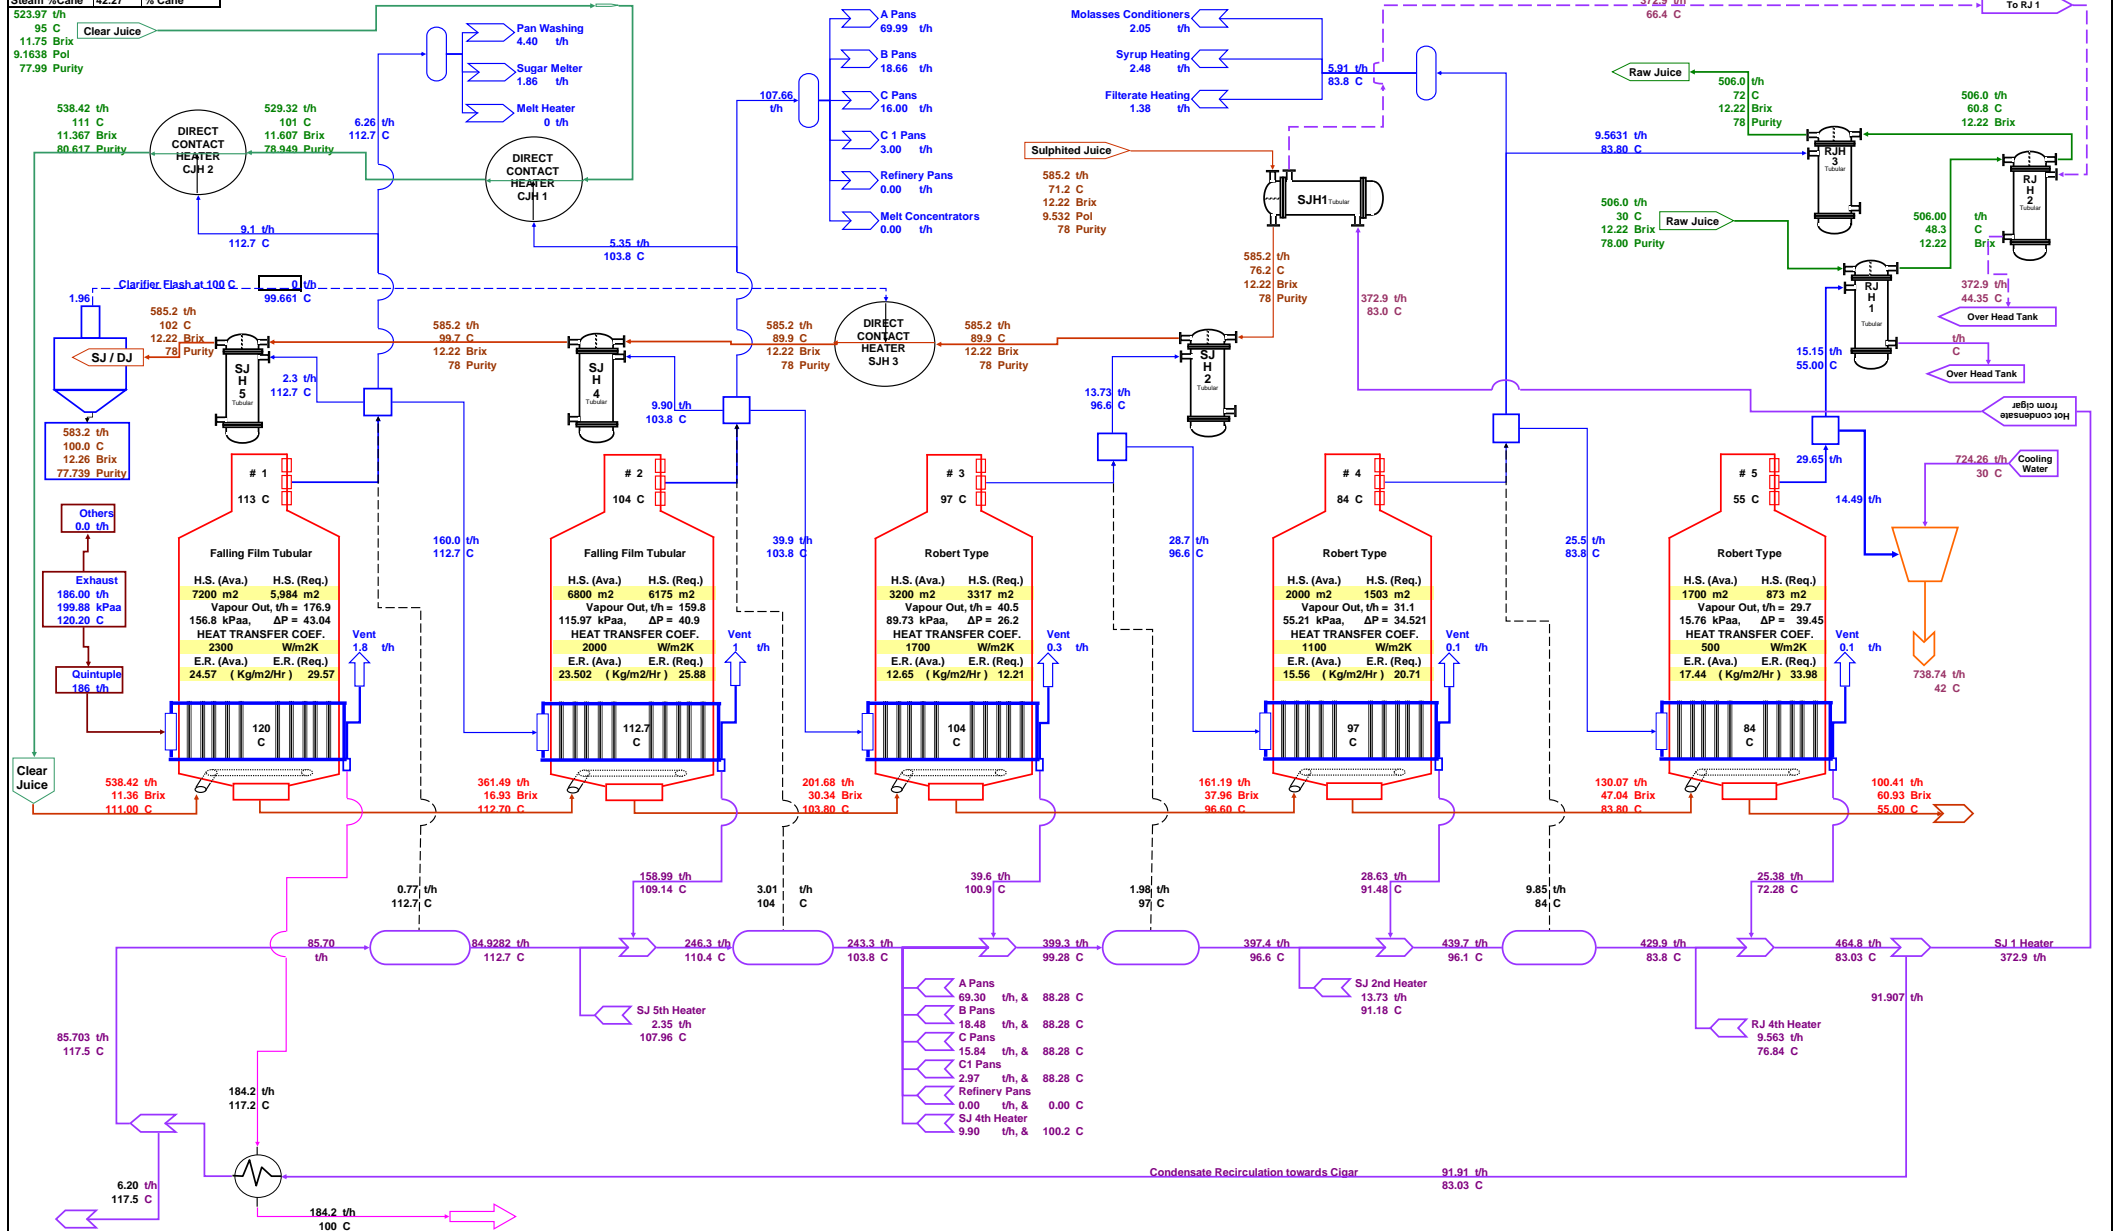 Steam %Cane 42.27 % Cane
523.97 t/h
95 C
11.75 Brix
9.1638 Pol
77.99 Purity
Clear Juice
538.42 t/h
111 C
11.367 Brix
80.617 Purity
DIRECT
CONTACT
HEATER
CJH 2
529.32 t/h
101 C
11.607 Brix
78.949 Purity
6.26 t/h
112.7 C
Pan Washing
4.40 t/h
Sugar Melter
1.86 t/h
Melt Heater
0 t/h
DIRECT
CONTACT
HEATER
CJH 1
9.1 t/h
112.7 C
5.35 t/h
103.8 C
107.66
t/h
A Pans
69.99 t/h
B Pans
18.66 t/h
C Pans
16.00 t/h
C 1 Pans
3.00 t/h
Refinery Pans
0.00 t/h
Melt Concentrators
0.00 t/h
Molasses Conditioners
2.05 t/h
Syrup Heating
2.48 t/h
Filterate Heating
1.38 t/h
5.91 t/h
83.8 C
372.9 t/h
66.4 C
To RJ 1
Sulphited Juice
585.2 t/h
71.2 C
12.22 Brix
9.532 Pol
78 Purity
SJH1 Tubular
Raw Juice
506.0 t/h
72 C
12.22 Brix
78 Purity
9.5631 t/h
83.80 C
RJH
3
Tubular
506.0 t/h
60.8 C
12.22 Brix
RJ
H
2
Tubular
506.0 t/h
30 C
12.22 Brix
78.00 Purity
Raw Juice
506.00 t/h
48.3 C
12.22 Brix
RJ
H
1
Tubular
372.9 t/h
44.35 C
Over Head Tank
t/h
C
Over Head Tank
15.15 t/h
55.00 C
Hot condensate
from cigar
Clarifier Flash at 100 C 0 t/h
99.661 C
1.96
585.2 t/h
102 C
12.22 Brix
78 Purity
SJ / DJ
SJ
H
5
Tubular
2.3 t/h
112.7 C
585.2 t/h
99.7 C
12.22 Brix
78 Purity
SJ
H
4
Tubular
9.90 t/h
103.8 C
585.2 t/h
89.9 C
12.22 Brix
78 Purity
DIRECT
CONTACT
HEATER
SJH 3
585.2 t/h
89.9 C
12.22 Brix
78 Purity
SJ
H
2
Tubular
13.73 t/h
96.6 C
585.2 t/h
76.2 C
12.22 Brix
78 Purity
372.9 t/h
83.0 C
583.2 t/h
100.0 C
12.26 Brix
77.739 Purity
Others
0.0 t/h
Exhaust
186.00 t/h
199.88 kPaa
120.20 C
Quintuple
186 t/h
# 1
113 C
Falling Film Tubular
H.S. (Ava.) H.S. (Req.)
7200 m2 5,984 m2
Vapour Out, t/h = 176.9
156.8 kPaa, ΔP = 43.04
HEAT TRANSFER COEF.
2300 W/m2K
E.R. (Ava.) E.R. (Req.)
24.57 ( Kg/m2/Hr ) 29.57
Vent
1.8 t/h
120
C
160.0 t/h
112.7 C
# 2
104 C
Falling Film Tubular
H.S. (Ava.) H.S. (Req.)
6800 m2 6175 m2
Vapour Out, t/h = 159.8
115.97 kPaa, ΔP = 40.9
HEAT TRANSFER COEF.
2000 W/m2K
E.R. (Ava.) E.R. (Req.)
23.502 ( Kg/m2/Hr ) 25.88
Vent
1 t/h
112.7
C
39.9 t/h
103.8 C
# 3
97 C
Robert Type
H.S. (Ava.) H.S. (Req.)
3200 m2 3317 m2
Vapour Out, t/h = 40.5
89.73 kPaa, ΔP = 26.2
HEAT TRANSFER COEF.
1700 W/m2K
E.R. (Ava.) E.R. (Req.)
12.65 ( Kg/m2/Hr ) 12.21
Vent
0.3 t/h
104
C
28.7 t/h
96.6 C
# 4
84 C
Robert Type
H.S. (Ava.) H.S. (Req.)
2000 m2 1503 m2
Vapour Out, t/h = 31.1
55.21 kPaa, ΔP = 34.521
HEAT TRANSFER COEF.
1100 W/m2K
E.R. (Ava.) E.R. (Req.)
15.56 ( Kg/m2/Hr ) 20.71
Vent
0.1 t/h
97
C
25.5 t/h
83.8 C
# 5
55 C
Robert Type
H.S. (Ava.) H.S. (Req.)
1700 m2 873 m2
Vapour Out, t/h = 29.7
15.76 kPaa, ΔP = 39.45
HEAT TRANSFER COEF.
500 W/m2K
E.R. (Ava.) E.R. (Req.)
17.44 ( Kg/m2/Hr ) 33.98
Vent
0.1 t/h
84
C
29.65 t/h
14.49 t/h
724.26 t/h
30 C
Cooling
Water
738.74 t/h
42 C
Clear
Juice
538.42 t/h
11.36 Brix
111.00 C
361.49 t/h
16.93 Brix
112.70 C
201.68 t/h
30.34 Brix
103.80 C
161.19 t/h
37.96 Brix
96.60 C
130.07 t/h
47.04 Brix
83.80 C
100.41 t/h
60.93 Brix
55.00 C
0.77 t/h
112.7 C
158.99 t/h
109.14 C
3.01 t/h
104 C
39.6 t/h
100.9 C
1.98 t/h
97 C
28.63 t/h
91.48 C
9.85 t/h
84 C
25.38 t/h
72.28 C
85.70
t/h
84.9282 t/h
112.7 C
246.3 t/h
110.4 C
243.3 t/h
103.8 C
399.3 t/h
99.28 C
397.4 t/h
96.6 C
439.7 t/h
96.1 C
429.9 t/h
83.8 C
464.8 t/h
83.03 C
SJ 1 Heater
372.9 t/h
SJ 5th Heater
2.35 t/h
107.96 C
A Pans
69.30 t/h, & 88.28 C
B Pans
18.48 t/h, & 88.28 C
C Pans
15.84 t/h, & 88.28 C
C1 Pans
2.97 t/h, & 88.28 C
Refinery Pans
0.00 t/h, & 0.00 C
SJ 4th Heater
9.90 t/h, & 100.2 C
SJ 2nd Heater
13.73 t/h
91.18 C
RJ 4th Heater
9.563 t/h
76.84 C
91.907 t/h
85.703 t/h
117.5 C
184.2 t/h
117.2 C
6.20 t/h
117.5 C
184.2 t/h
100 C
Condensate Recirculation towards Cigar
91.91 t/h
83.03 C